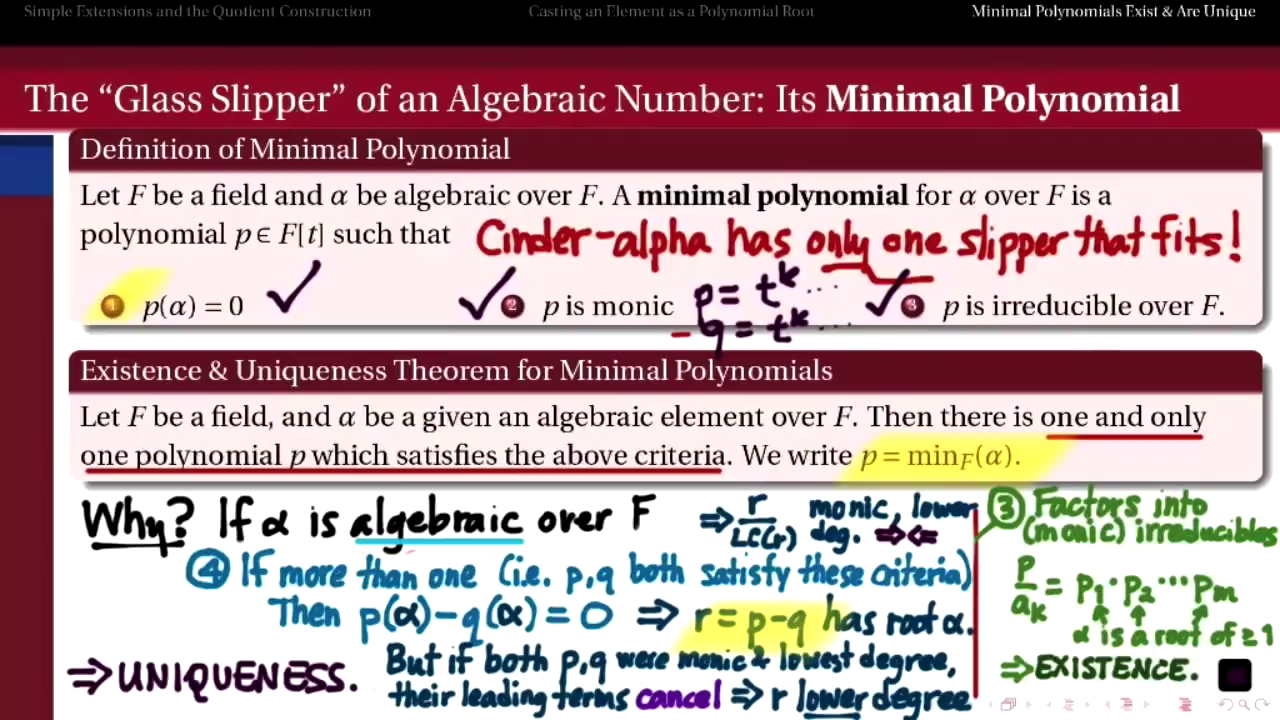 Simple Extensions and the Quotient Construction Casting an Element as a Polynomial Root Minimal Polynomials Exist & Are Unique
The “Glass Slipper” of an Algebraic Number: Its Minimal Polynomial
Definition of Minimal Polynomial
Let F be a field and α be algebraic over F. A minimal polynomial for α over F is a
polynomial p ∈ F[t] such that
Cinder-alpha has only one slipper that fits!
1 p(α) = 0 ✓
✓ 2 p is monic
p = t^k ...
- q = t^k ...
✓ 3 p is irreducible over F.
Existence & Uniqueness Theorem for Minimal Polynomials
Let F be a field, and α be a given an algebraic element over F. Then there is one and only
one polynomial p which satisfies the above criteria. We write p = min_F(α).
Why? If α is algebraic over F
⇒ r/LC(r) monic, lower deg. ⇒⇐
④ If more than one (i.e. p,q both satisfy these criteria)
Then p(α)-q(α) = 0 ⇒ r = p-q has root α.
But if both p,q were monic & lowest degree,
their leading terms cancel ⇒ r lower degree
⇒ UNIQUENESS.
③ Factors into
(monic) irreducibles
p/a_k = p_1 · p_2 ... p_m
α is a root of ≥ 1
⇒ EXISTENCE.